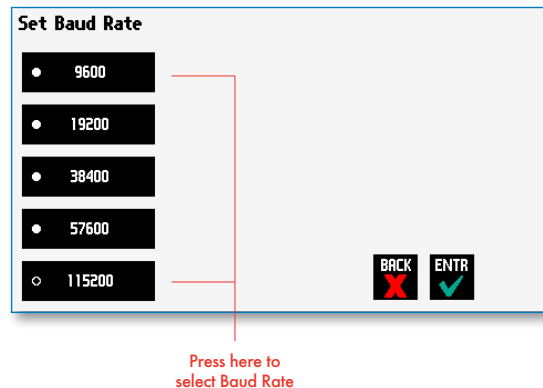 Set Baud Rate
9600
19200
38400
57600
115200
BACK ENTR
Press here to
select Baud Rate